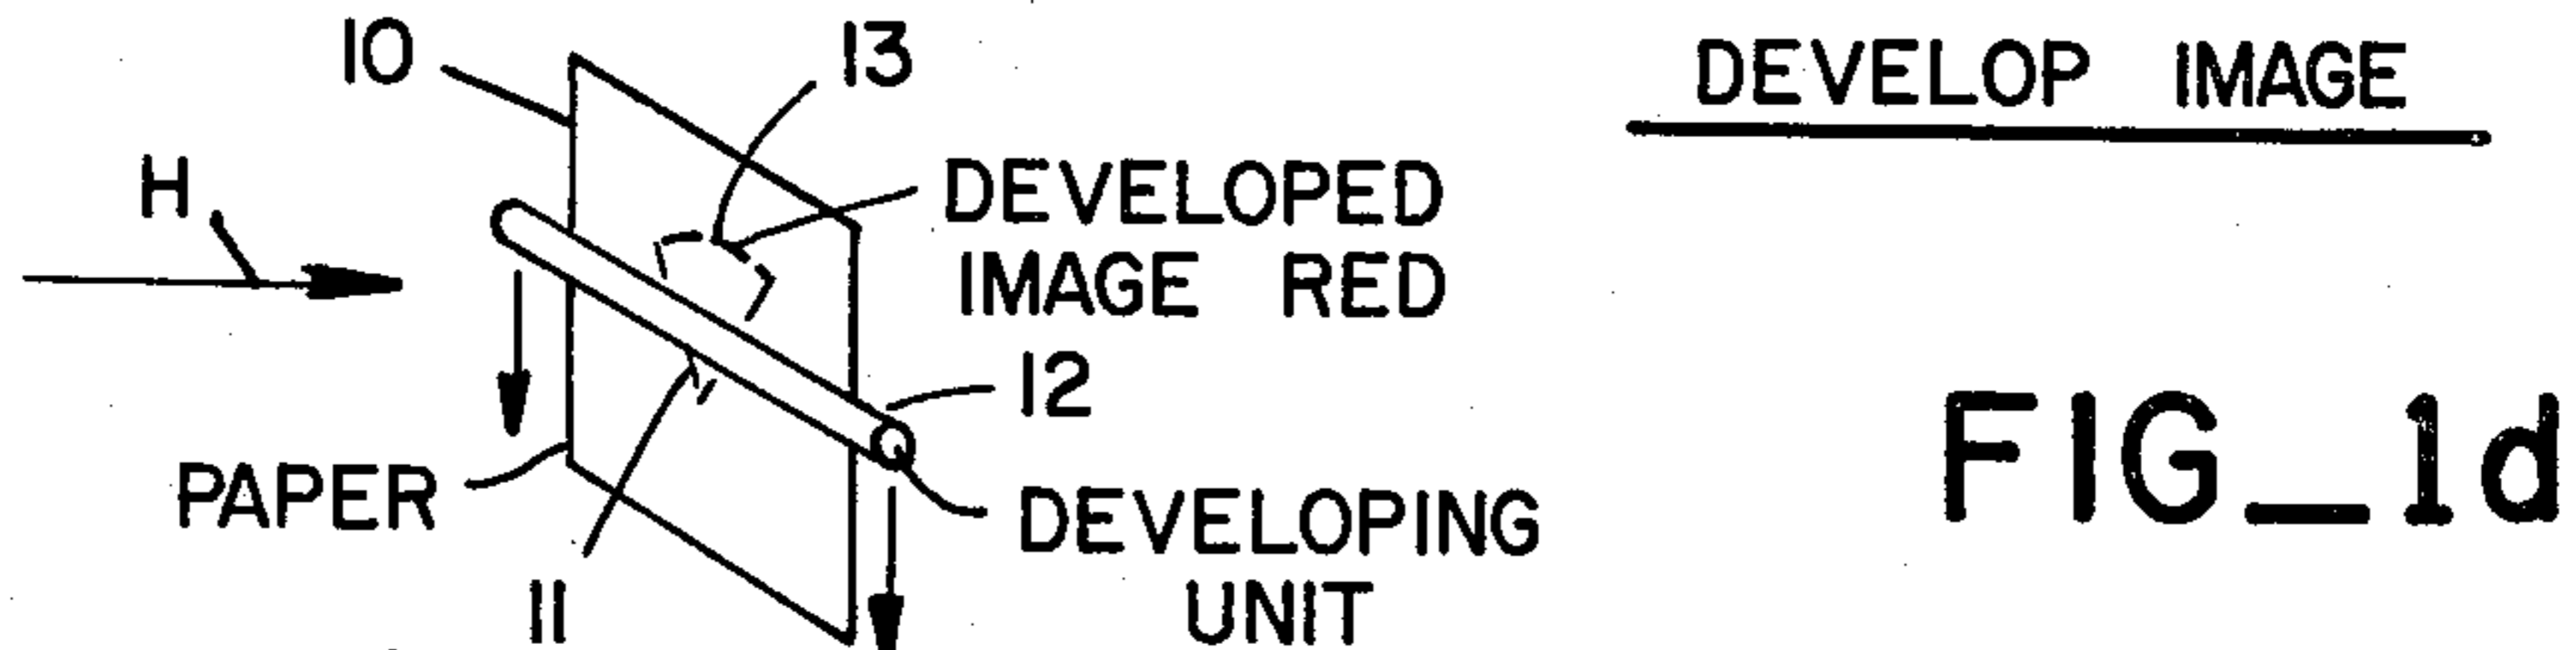 10
13
DEVELOP IMAGE
H
DEVELOPED
IMAGE RED
12
PAPER
DEVELOPING
UNIT
11
FIG_1d